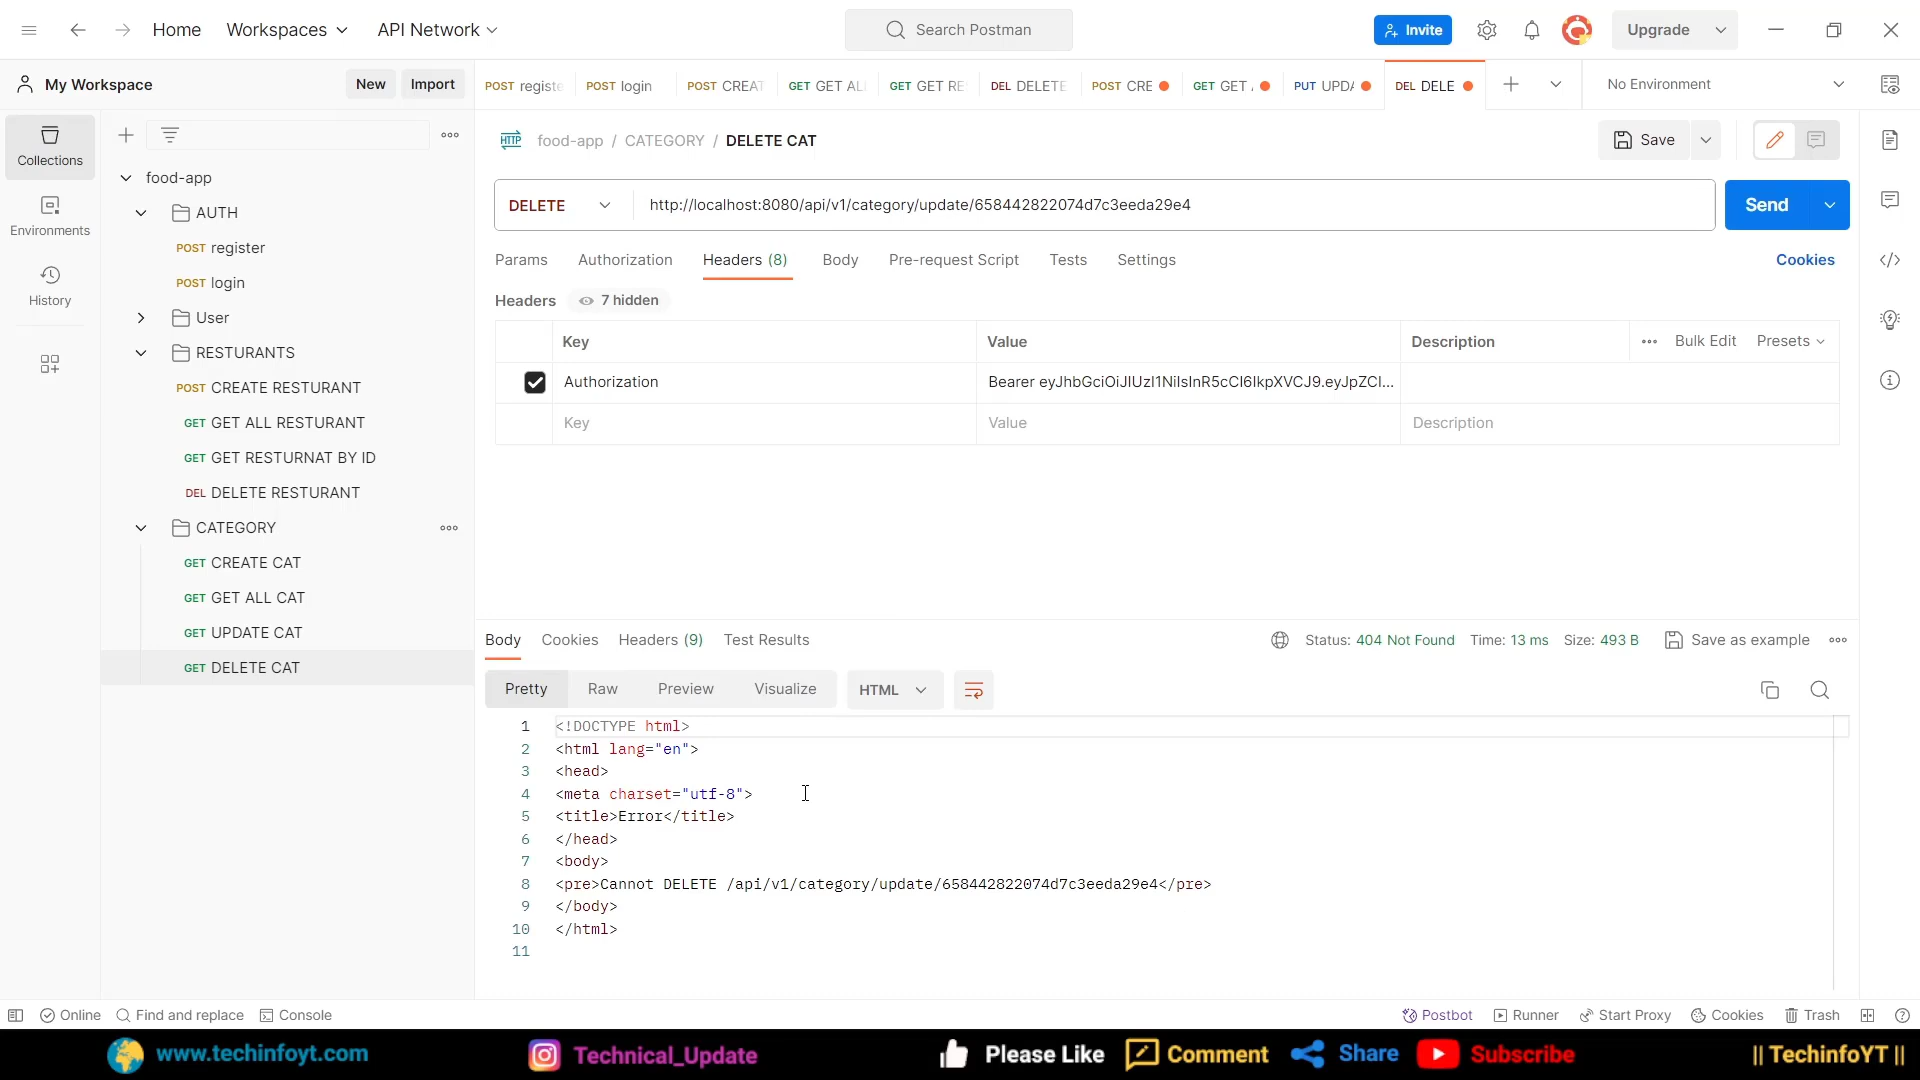 Home
Workspaces
API Network
Search Postman
Invite
Upgrade
My Workspace
New
Import
POST registe
POST login
POST CREAT
GET GET AL
GET GET RE
DEL DELETE
POST CRE
GET GET
PUT UPDA
DEL DELE
No Environment
Collections
Environments
History
food-app
AUTH
POST register
POST login
User
RESTURANTS
POST CREATE RESTURANT
GET GET ALL RESTURANT
GET GET RESTURNAT BY ID
DEL DELETE RESTURANT
CATEGORY
GET CREATE CAT
GET GET ALL CAT
GET UPDATE CAT
GET DELETE CAT
HTTP food-app / CATEGORY / DELETE CAT
Save
DELETE http://localhost:8080/api/v1/category/update/658442822074d7c3eeda29e4
Send
Params Authorization Headers (8) Body Pre-request Script Tests Settings
Cookies
Headers 7 hidden
Key Value Description Bulk Edit Presets
Authorization Bearer eyJhbGciOiJIUzI1NiIsInR5cCI6IkpXVCJ9.eyJpZCI...
Key Value Description
Body Cookies Headers (9) Test Results
Status: 404 Not Found Time: 13 ms Size: 493 B Save as example
Pretty Raw Preview Visualize HTML
1 <!DOCTYPE html>
2 <html lang="en">
3 <head>
4 <meta charset="utf-8">
5 <title>Error</title>
6 </head>
7 <body>
8 <pre>Cannot DELETE /api/v1/category/update/658442822074d7c3eeda29e4</pre>
9 </body>
10 </html>
11
Online Find and replace Console
Postbot Runner Start Proxy Cookies Trash
www.techinfoyt.com
Technical_Update
Please Like
Comment
Share
Subscribe
|| TechinfoYT ||